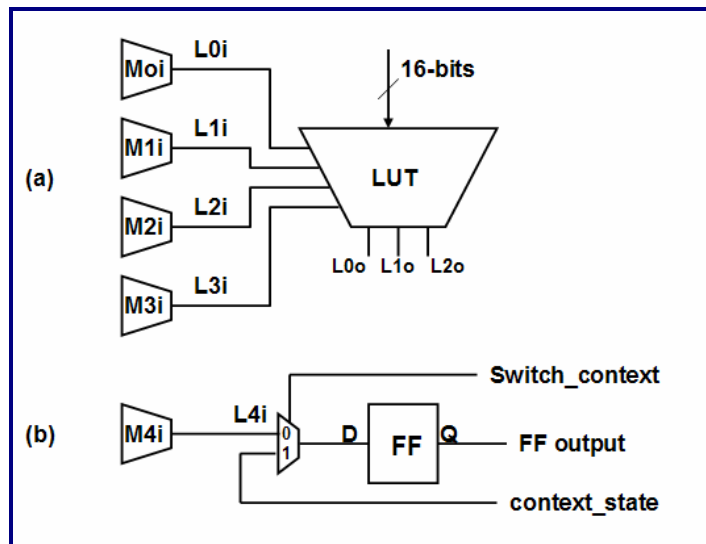 L0i
Moi
16-bits
L1i
M1i
(a)
LUT
L2i
M2i
L0o L1o L2o
L3i
M3i
Switch_context
L4i
M4i
(b)
0
1
D
FF
Q
FF output
context_state